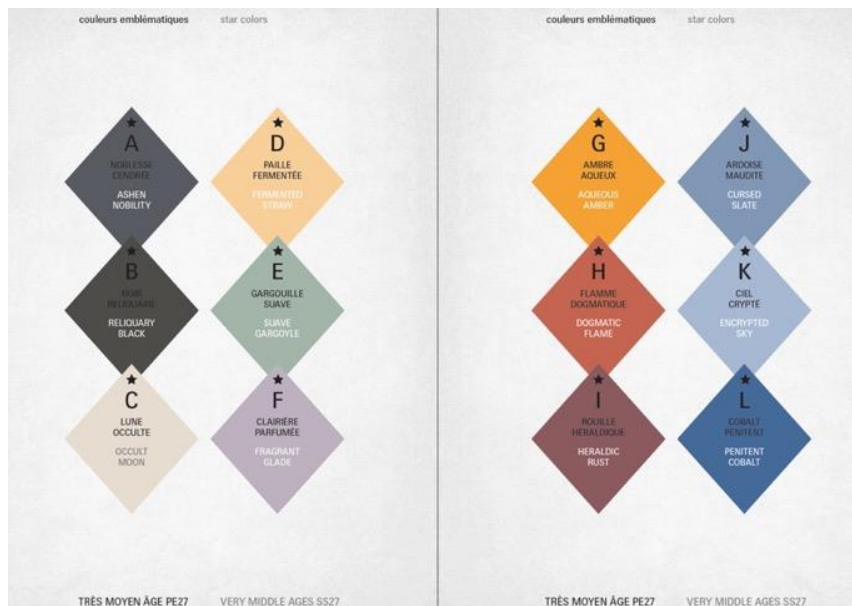 couleurs emblématiques star colors
A
NOBLESSE
CENDRÉE
ASHEN
NOBILITY
B
NOIR
RELIQUAIRE
RELIQUARY
BLACK
C
LUNE
OCCULTE
OCCULT
MOON
D
PAILLE
FERMENTÉE
FERMENTED
STRAW
E
GARGOUILLE
SUAVE
SUAVE
GARGOYLE
F
CLAIRIÈRE
PARFUMÉE
FRAGRANT
GLADE
TRÈS MOYEN ÂGE PE27 VERY MIDDLE AGES SS27
couleurs emblématiques star colors
G
AMBRE
AQUEUX
AQUEOUS
AMBER
H
FLAMME
DOGMATIQUE
DOGMATIC
FLAME
I
ROUILLE
HÉRALDIQUE
HERALDIC
RUST
J
ARDOISE
MAUDITE
CURSED
SLATE
K
CIEL
CRYPTÉ
ENCRYPTED
SKY
L
COBALT
PÉNITENT
PENITENT
COBALT
TRÈS MOYEN ÂGE PE27 VERY MIDDLE AGES SS27